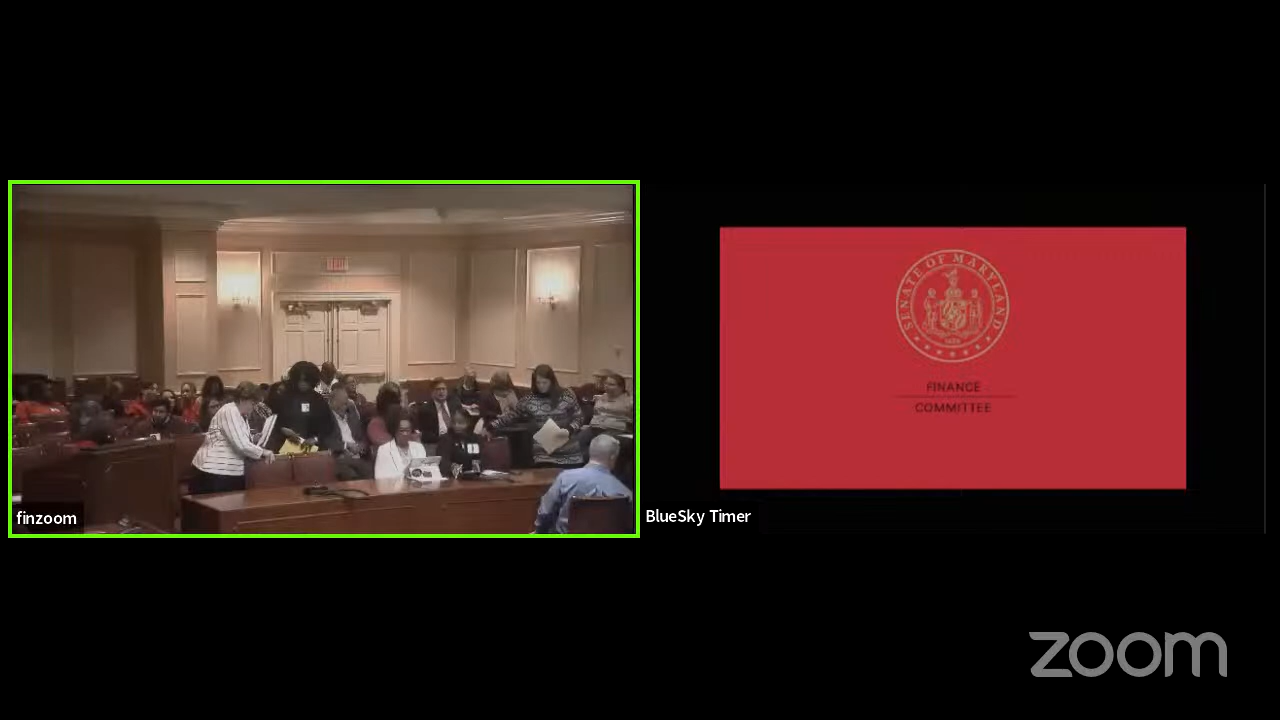 EXIT
finzoom
SENATE OF MARYLAND
FINANCE
COMMITTEE
BlueSky Timer
zoom